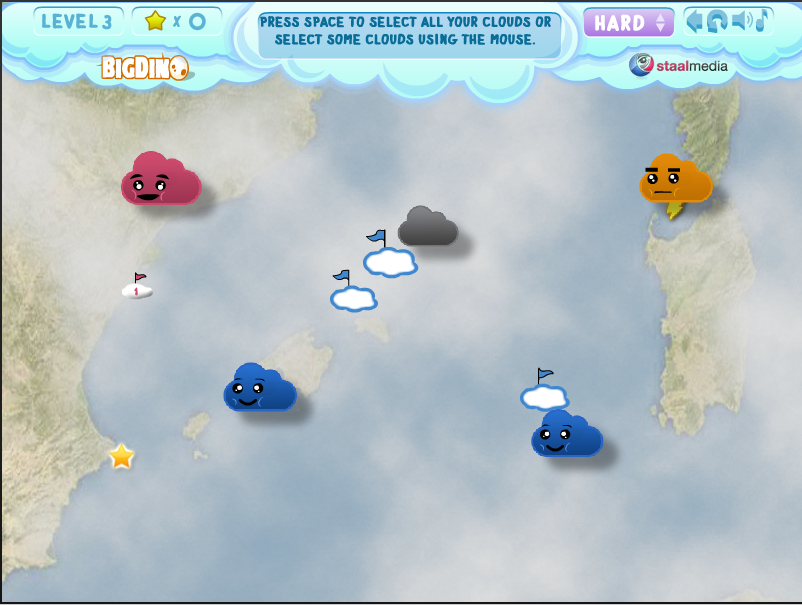 LEVEL 3
X 0
PRESS SPACE TO SELECT ALL YOUR CLOUDS OR
SELECT SOME CLOUDS USING THE MOUSE.
HARD
BIGDINO
staalmedia
1